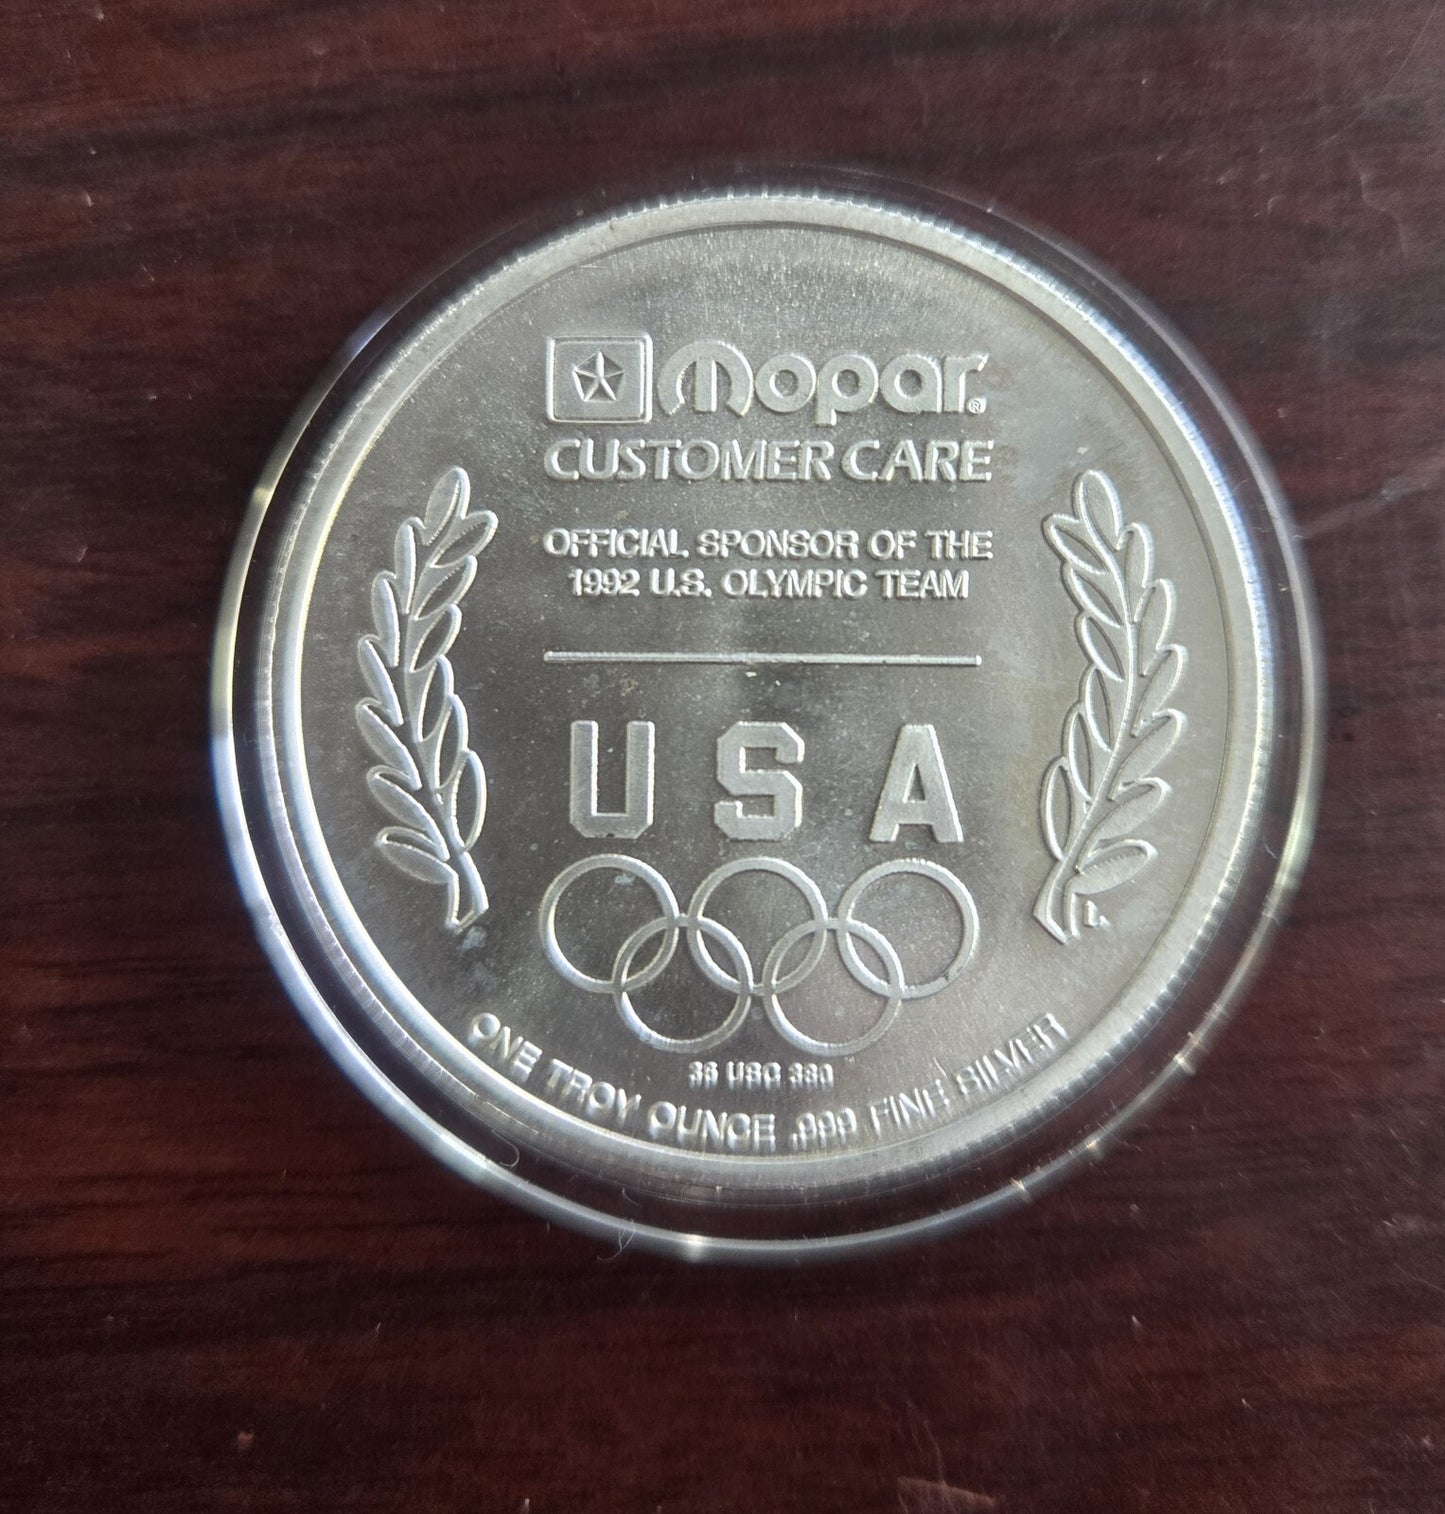 Mopar®
CUSTOMER CARE
OFFICIAL SPONSOR OF THE
1992 U.S. OLYMPIC TEAM
USA
36 USC 380
ONE TROY OUNCE .999 FINE SILVER